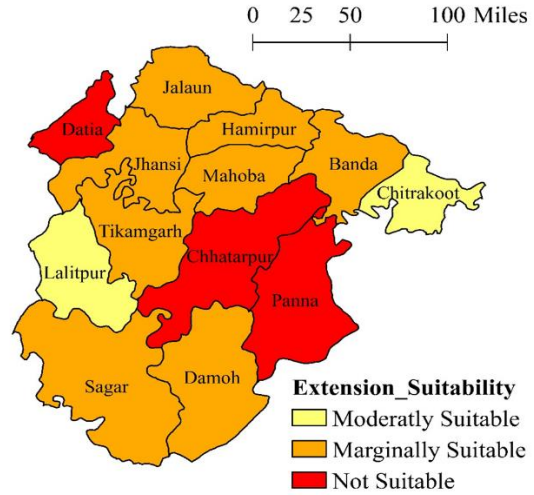 0 25 50 100 Miles
Jalaun
Datia
Hamirpur
Jhansi
Mahoba
Banda
Chitrakoot
Tikamgarh
Chhatarpur
Lalitpur
Panna
Sagar
Damoh
Extension_Suitability
Moderatly Suitable
Marginally Suitable
Not Suitable